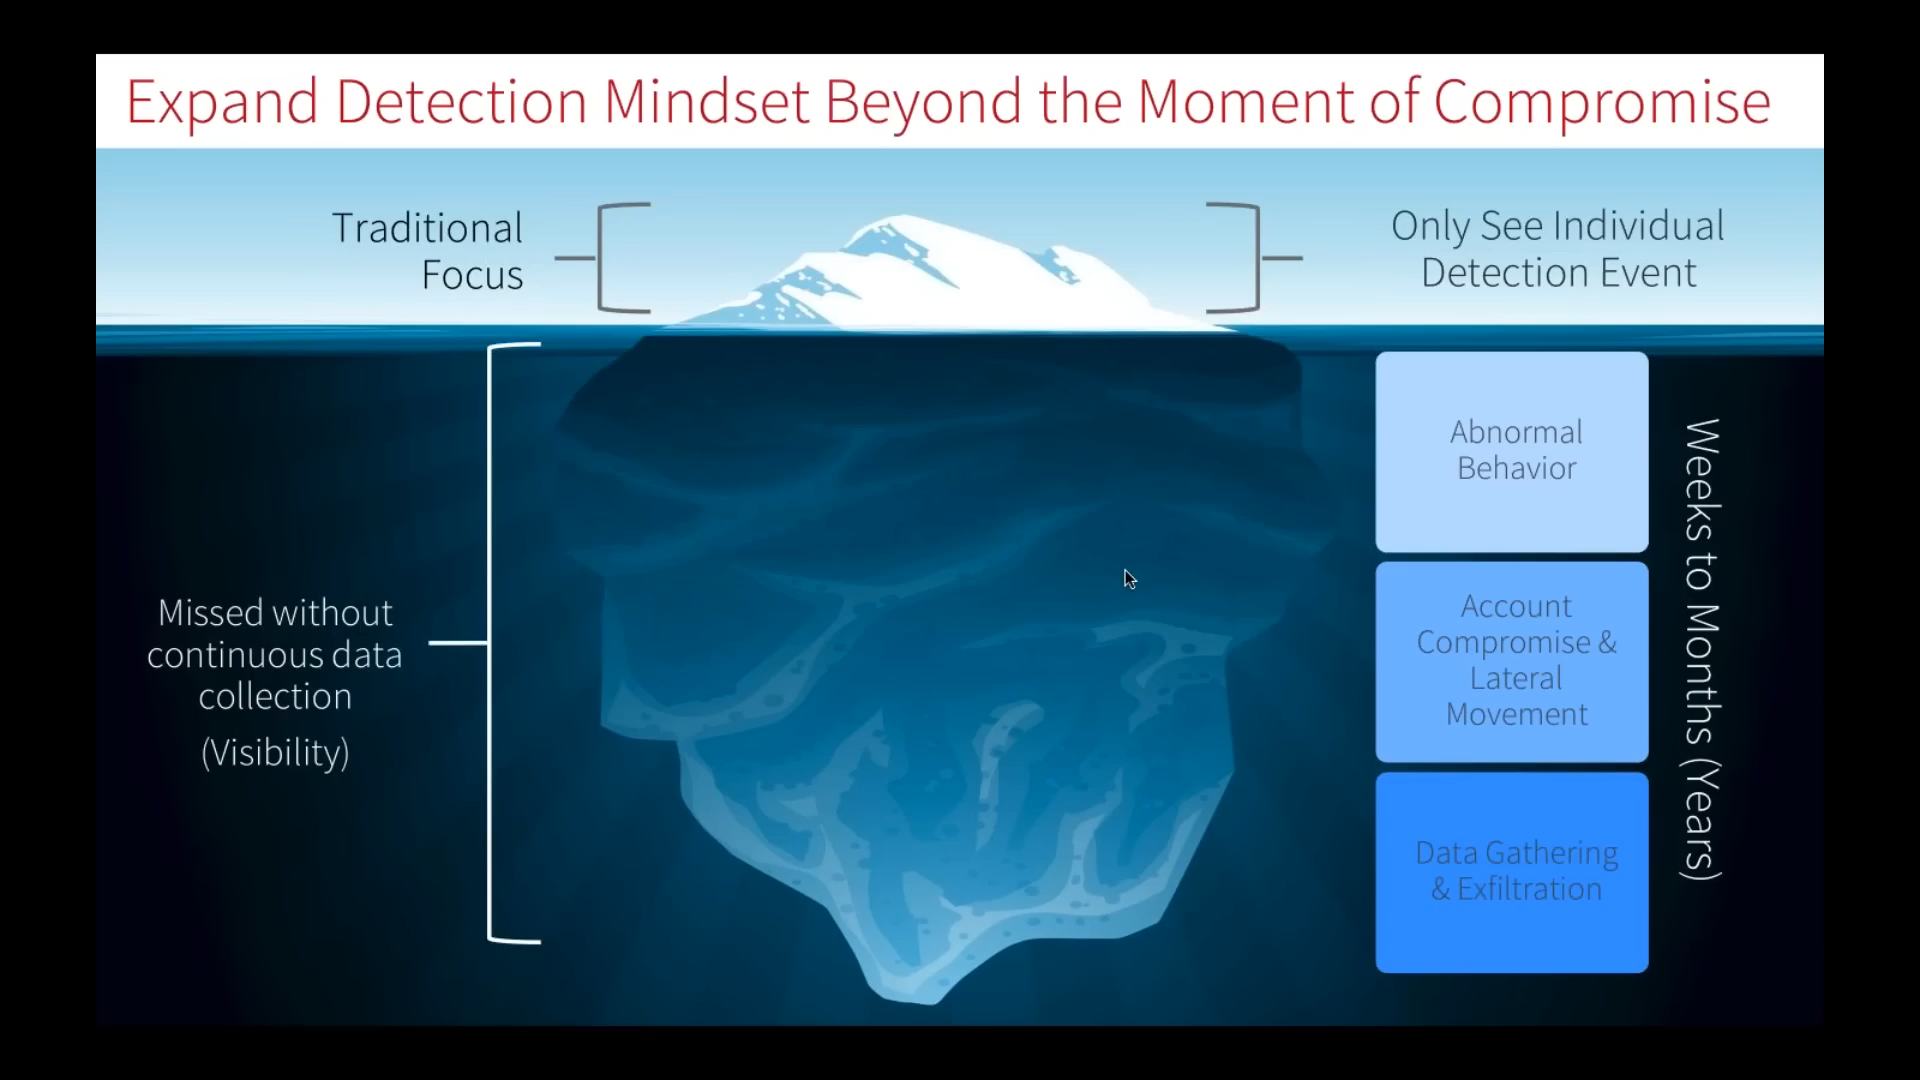 Expand Detection Mindset Beyond the Moment of Compromise
Traditional
Focus
Only See Individual
Detection Event
Missed without
continuous data
collection
(Visibility)
Abnormal
Behavior
Account
Compromise &
Lateral
Movement
Data Gathering
& Exfiltration
Weeks to Months (Years)